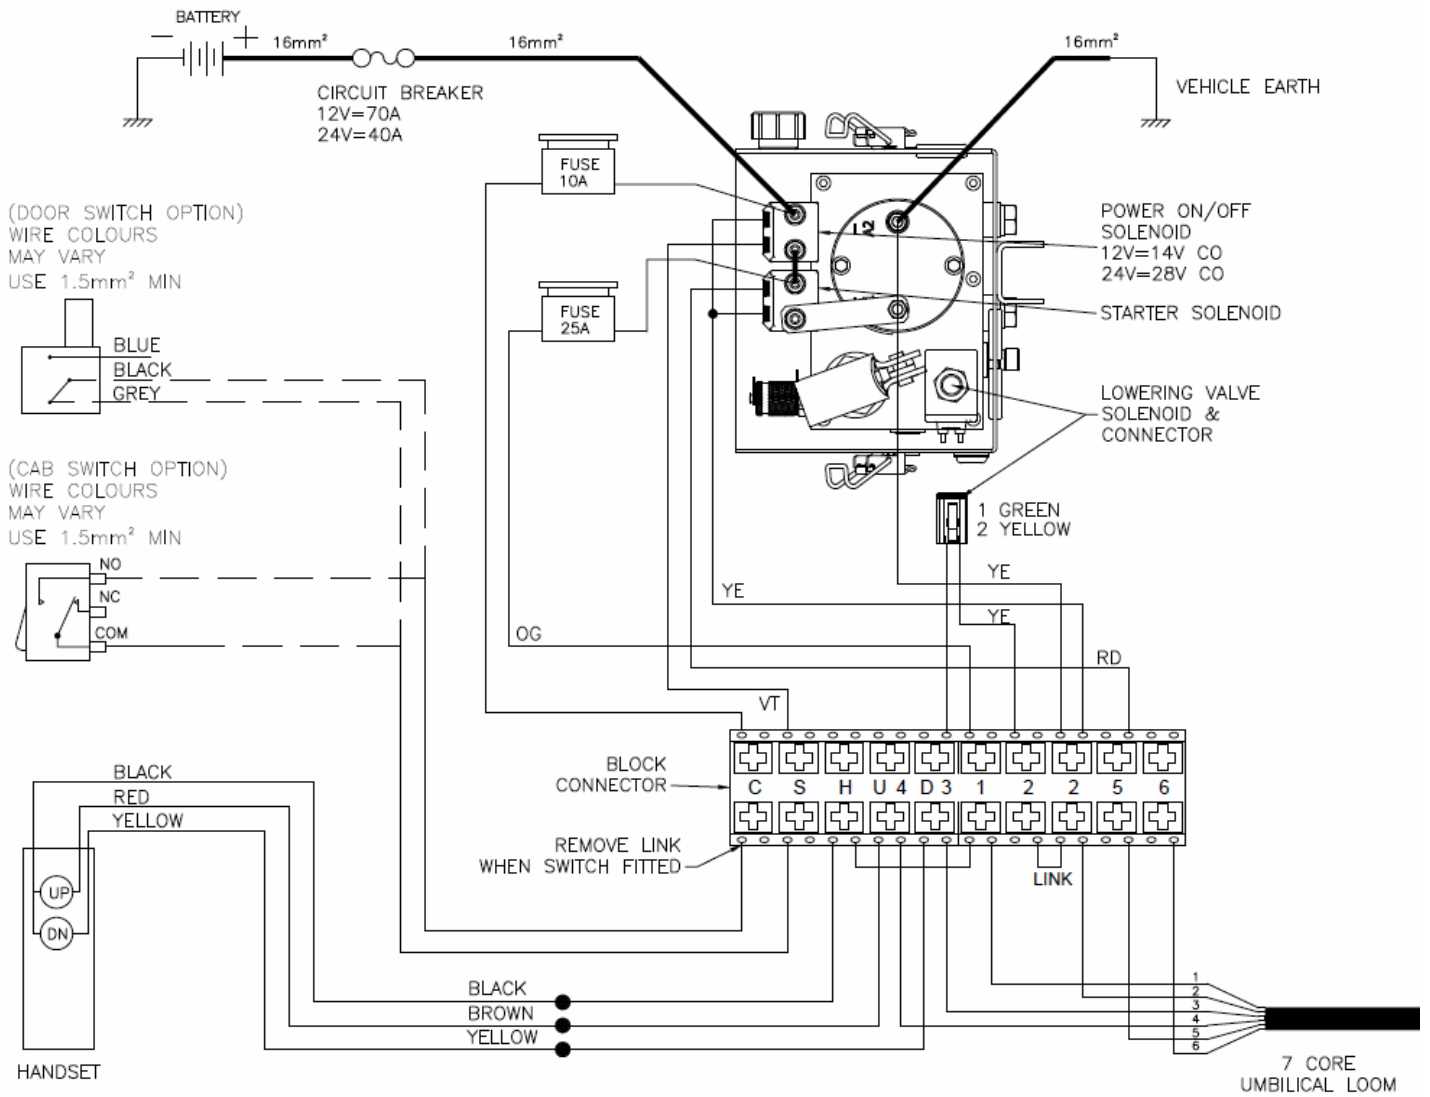 BATTERY
− +
16mm²
16mm²
16mm²
CIRCUIT BREAKER
12V=70A
24V=40A
VEHICLE EARTH
FUSE
10A
A2
(DOOR SWITCH OPTION)
WIRE COLOURS
MAY VARY
USE 1.5mm² MIN
POWER ON/OFF
SOLENOID
12V=14V CO
24V=28V CO
FUSE
25A
STARTER SOLENOID
BLUE
BLACK
GREY
LOWERING VALVE
SOLENOID &
CONNECTOR
(CAB SWITCH OPTION)
WIRE COLOURS
MAY VARY
USE 1.5mm² MIN
1 GREEN
2 YELLOW
NO
NC
COM
YE
YE
YE
OG
RD
VT
BLOCK
CONNECTOR
C S H U 4 D 3 1 2 2 5 6
BLACK
RED
YELLOW
REMOVE LINK
WHEN SWITCH FITTED
LINK
UP
DN
BLACK
BROWN
YELLOW
1
2
3
4
5
6
HANDSET
7 CORE
UMBILICAL LOOM